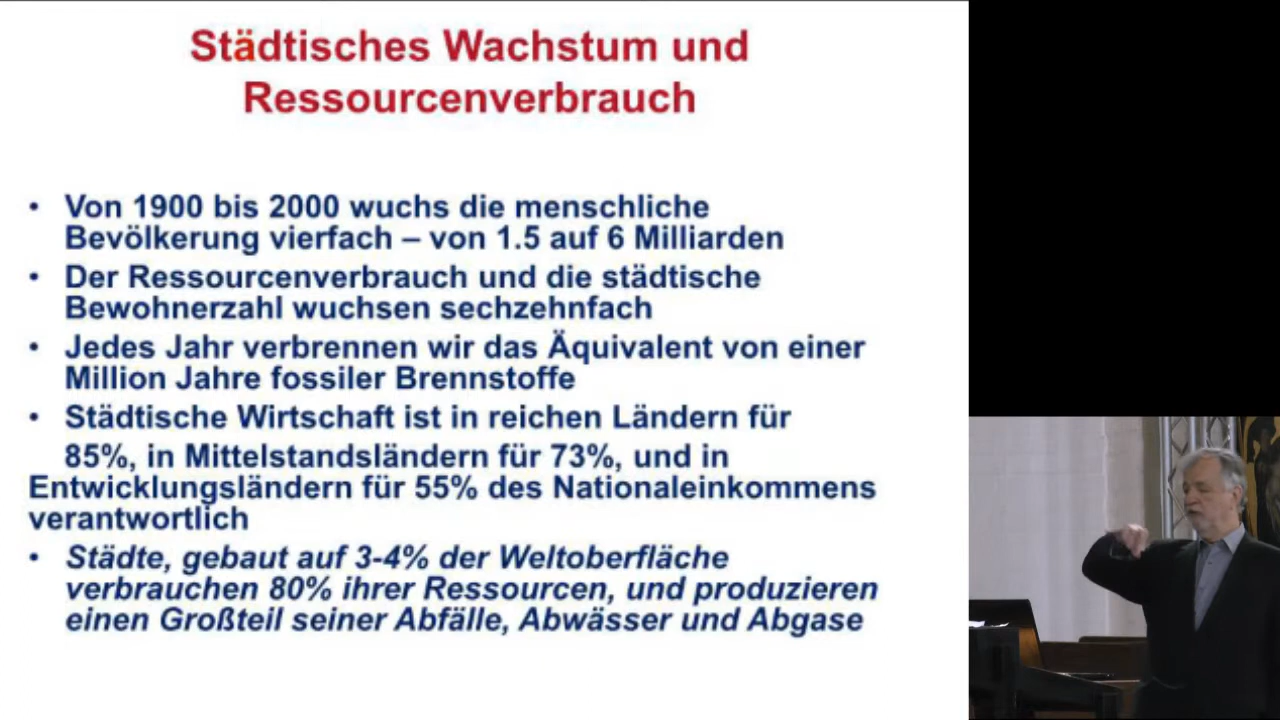 Städtisches Wachstum und
Ressourcenverbrauch
• Von 1900 bis 2000 wuchs die menschliche
Bevölkerung vierfach – von 1.5 auf 6 Milliarden
• Der Ressourcenverbrauch und die städtische
Bewohnerzahl wuchsen sechzehnfach
• Jedes Jahr verbrennen wir das Äquivalent von einer
Million Jahre fossiler Brennstoffe
• Städtische Wirtschaft ist in reichen Ländern für
85%, in Mittelstandsländern für 73%, und in
Entwicklungsländern für 55% des Nationaleinkommens
verantwortlich
• Städte, gebaut auf 3-4% der Weltoberfläche
verbrauchen 80% ihrer Ressourcen, und produzieren
einen Großteil seiner Abfälle, Abwässer und Abgase